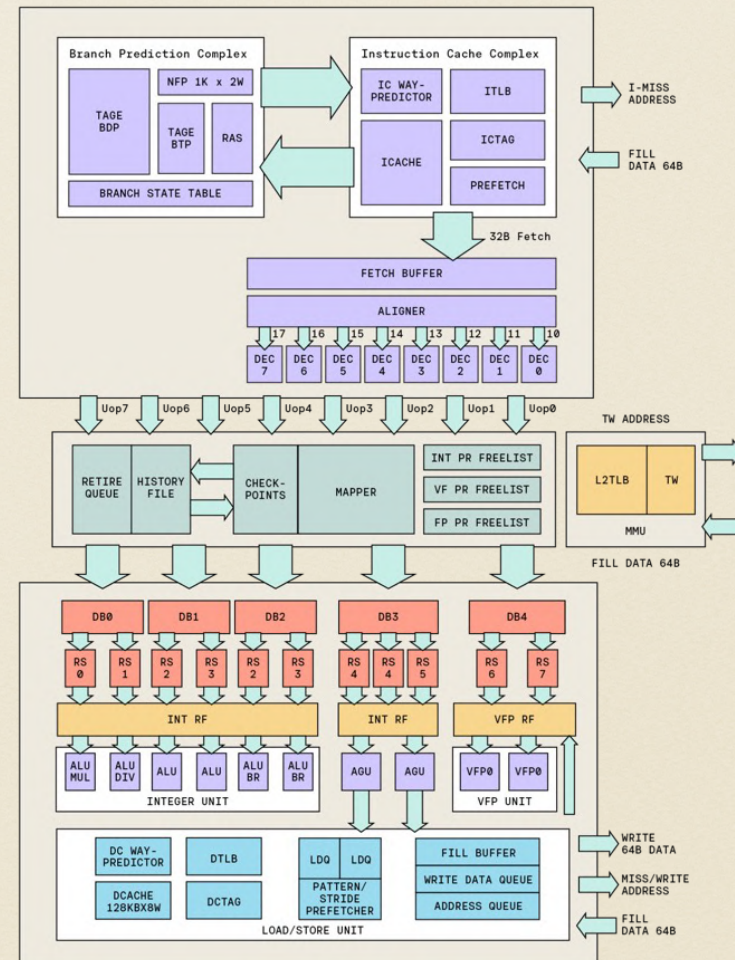 Branch Prediction Complex
TAGE
BDP
NFP 1K x 2W
TAGE
BTP
RAS
BRANCH STATE TABLE
Instruction Cache Complex
IC WAY-
PREDICTOR
ITLB
ICACHE
ICTAG
PREFETCH
I-MISS
ADDRESS
FILL
DATA 64B
32B Fetch
FETCH BUFFER
ALIGNER
17 16 15 14 13 12 11 10
DEC
7
DEC
6
DEC
5
DEC
4
DEC
3
DEC
2
DEC
1
DEC
0
Uop7 Uop6 Uop5 Uop4 Uop3 Uop2 Uop1 Uop0
RETIRE
QUEUE
HISTORY
FILE
CHECK-
POINTS
MAPPER
INT PR FREELIST
VF PR FREELIST
FP PR FREELIST
TW ADDRESS
L2TLB
TW
MMU
FILL DATA 64B
DB0
DB1
DB2
DB3
DB4
RS
0
RS
1
RS
2
RS
3
RS
2
RS
3
RS
4
RS
4
RS
5
RS
6
RS
7
INT RF
INT RF
VFP RF
ALU
MUL
ALU
DIV
ALU
ALU
ALU
BR
ALU
BR
INTEGER UNIT
AGU
AGU
VFP0
VFP0
VFP UNIT
DC WAY-
PREDICTOR
DTLB
DCACHE
128KBX8W
DCTAG
LDQ
LDQ
PATTERN/
STRIDE
PREFETCHER
FILL BUFFER
WRITE DATA QUEUE
ADDRESS QUEUE
LOAD/STORE UNIT
WRITE
64B DATA
MISS/WRITE
ADDRESS
FILL
DATA 64B